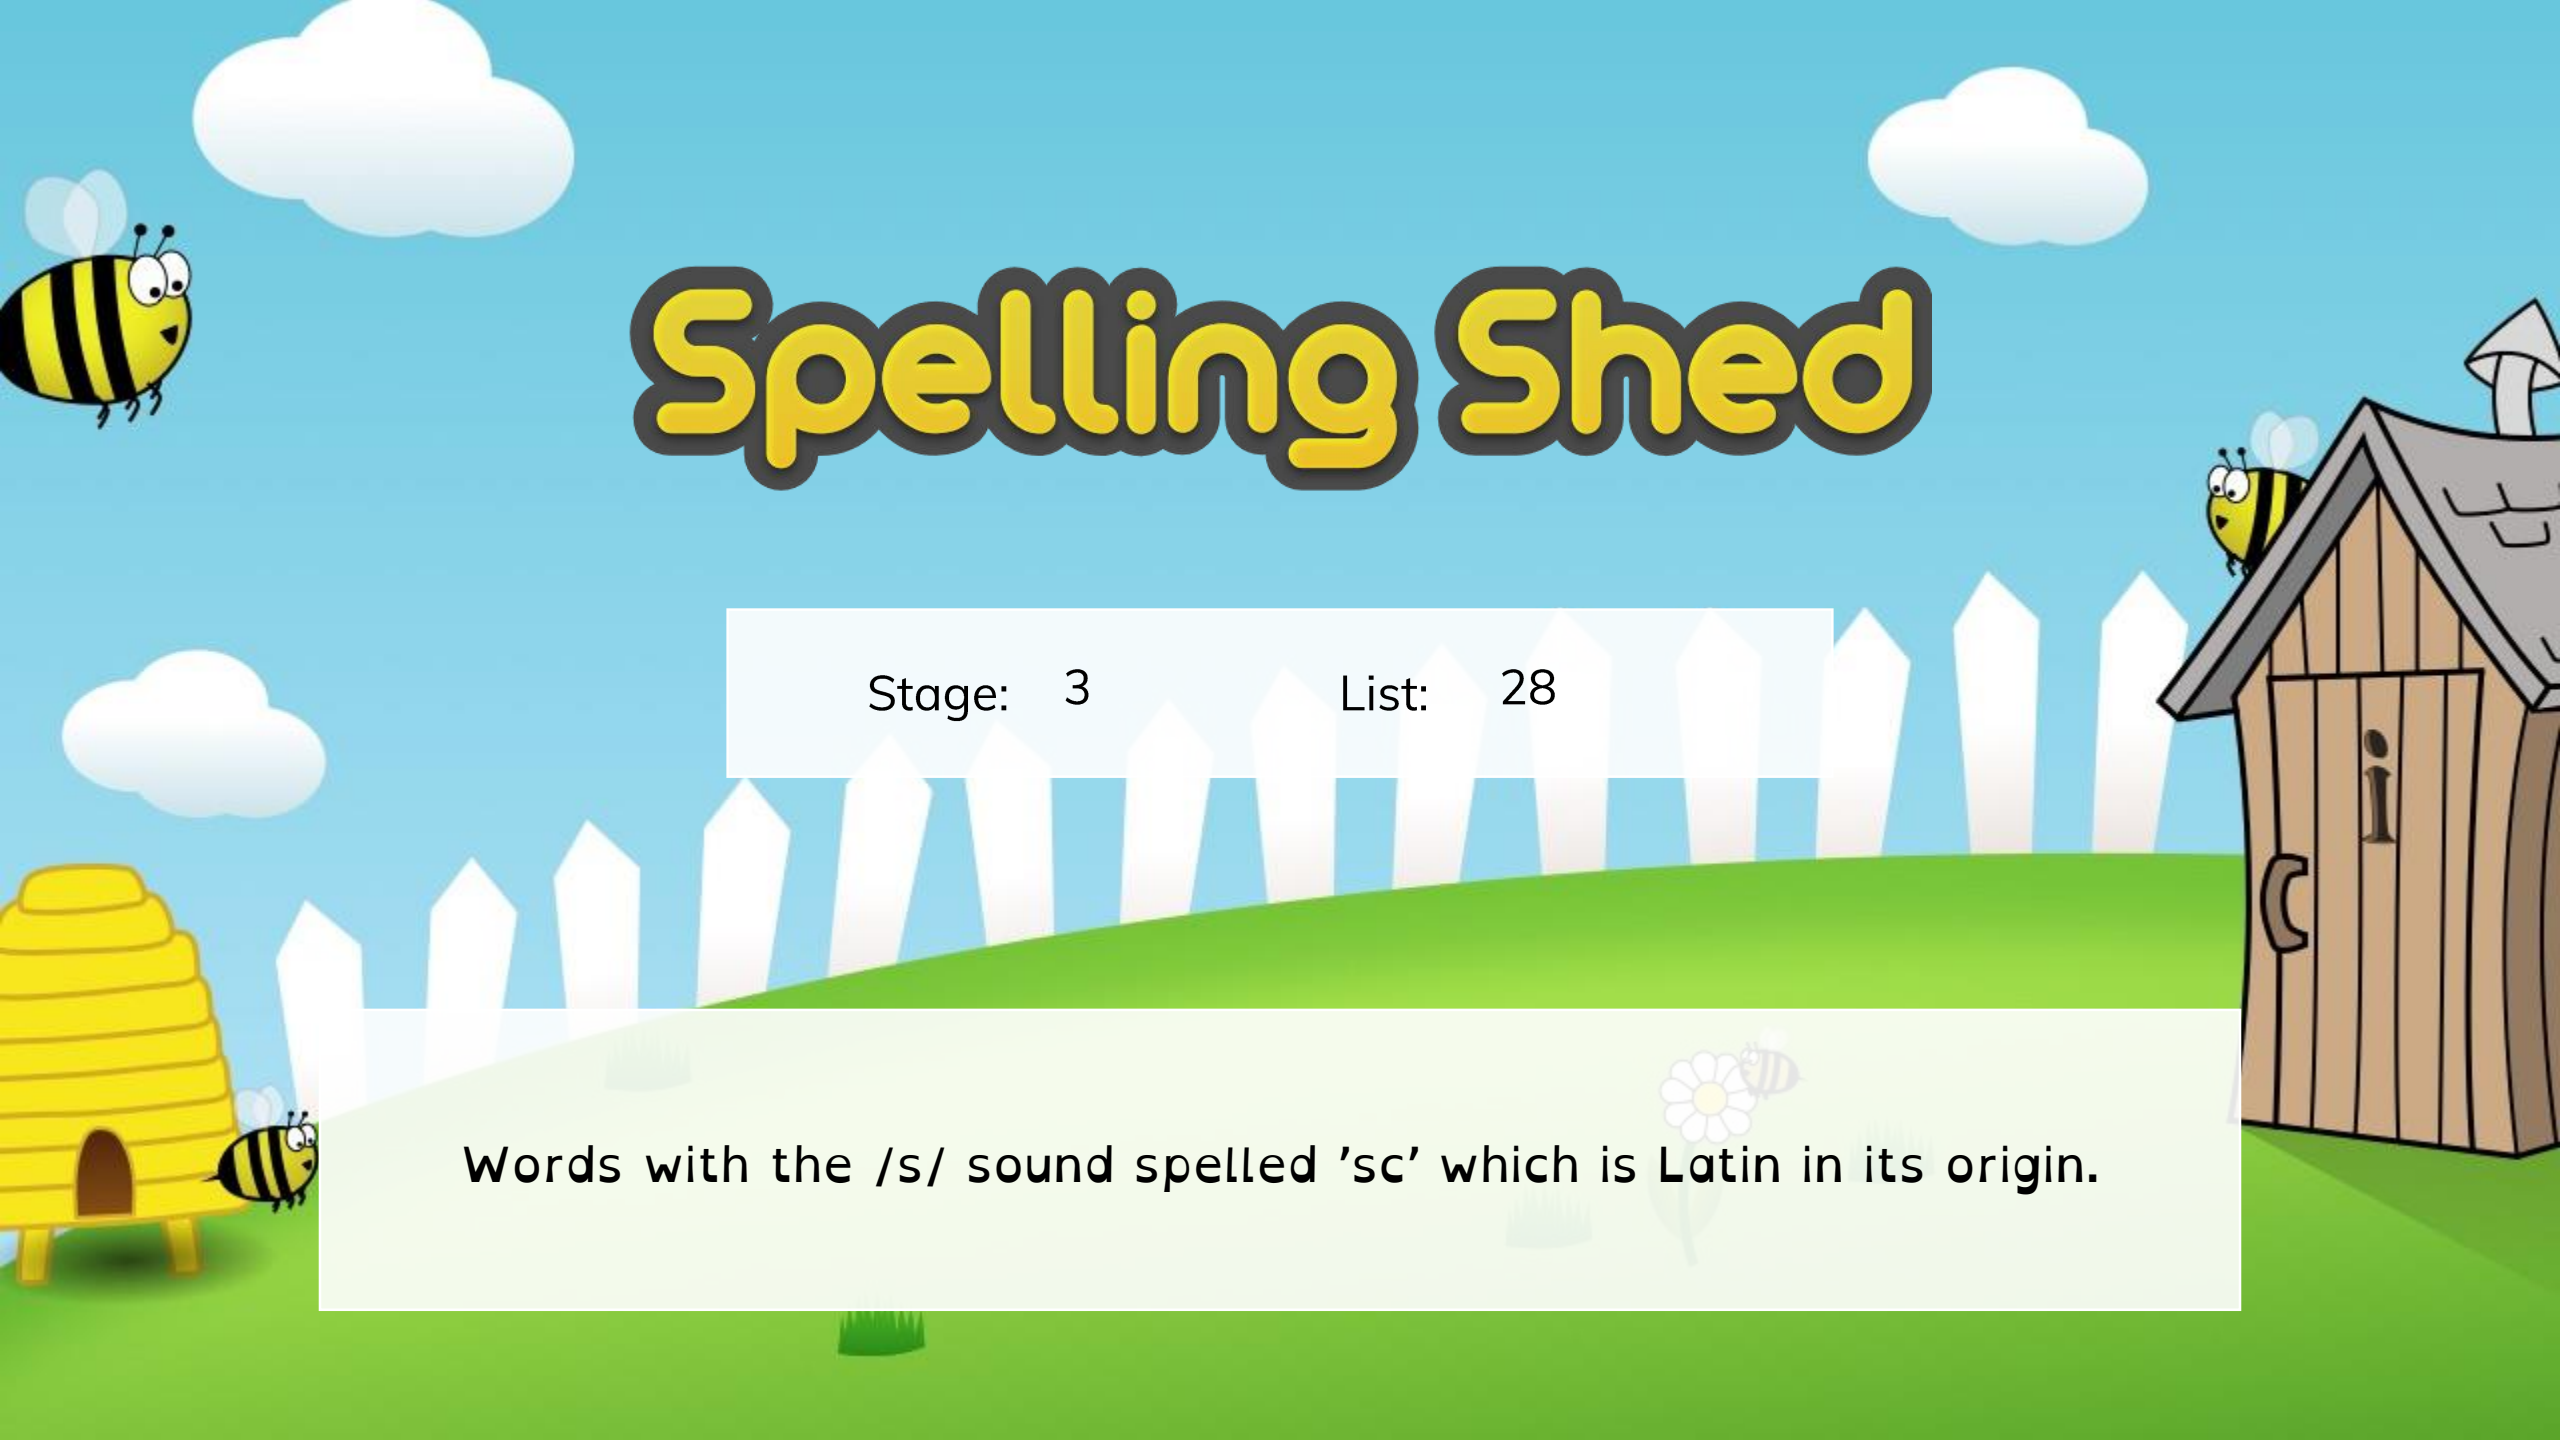 Spelling Shed
Stage: 3 List: 28
i
Words with the /s/ sound spelled ’sc’ which is Latin in its origin.